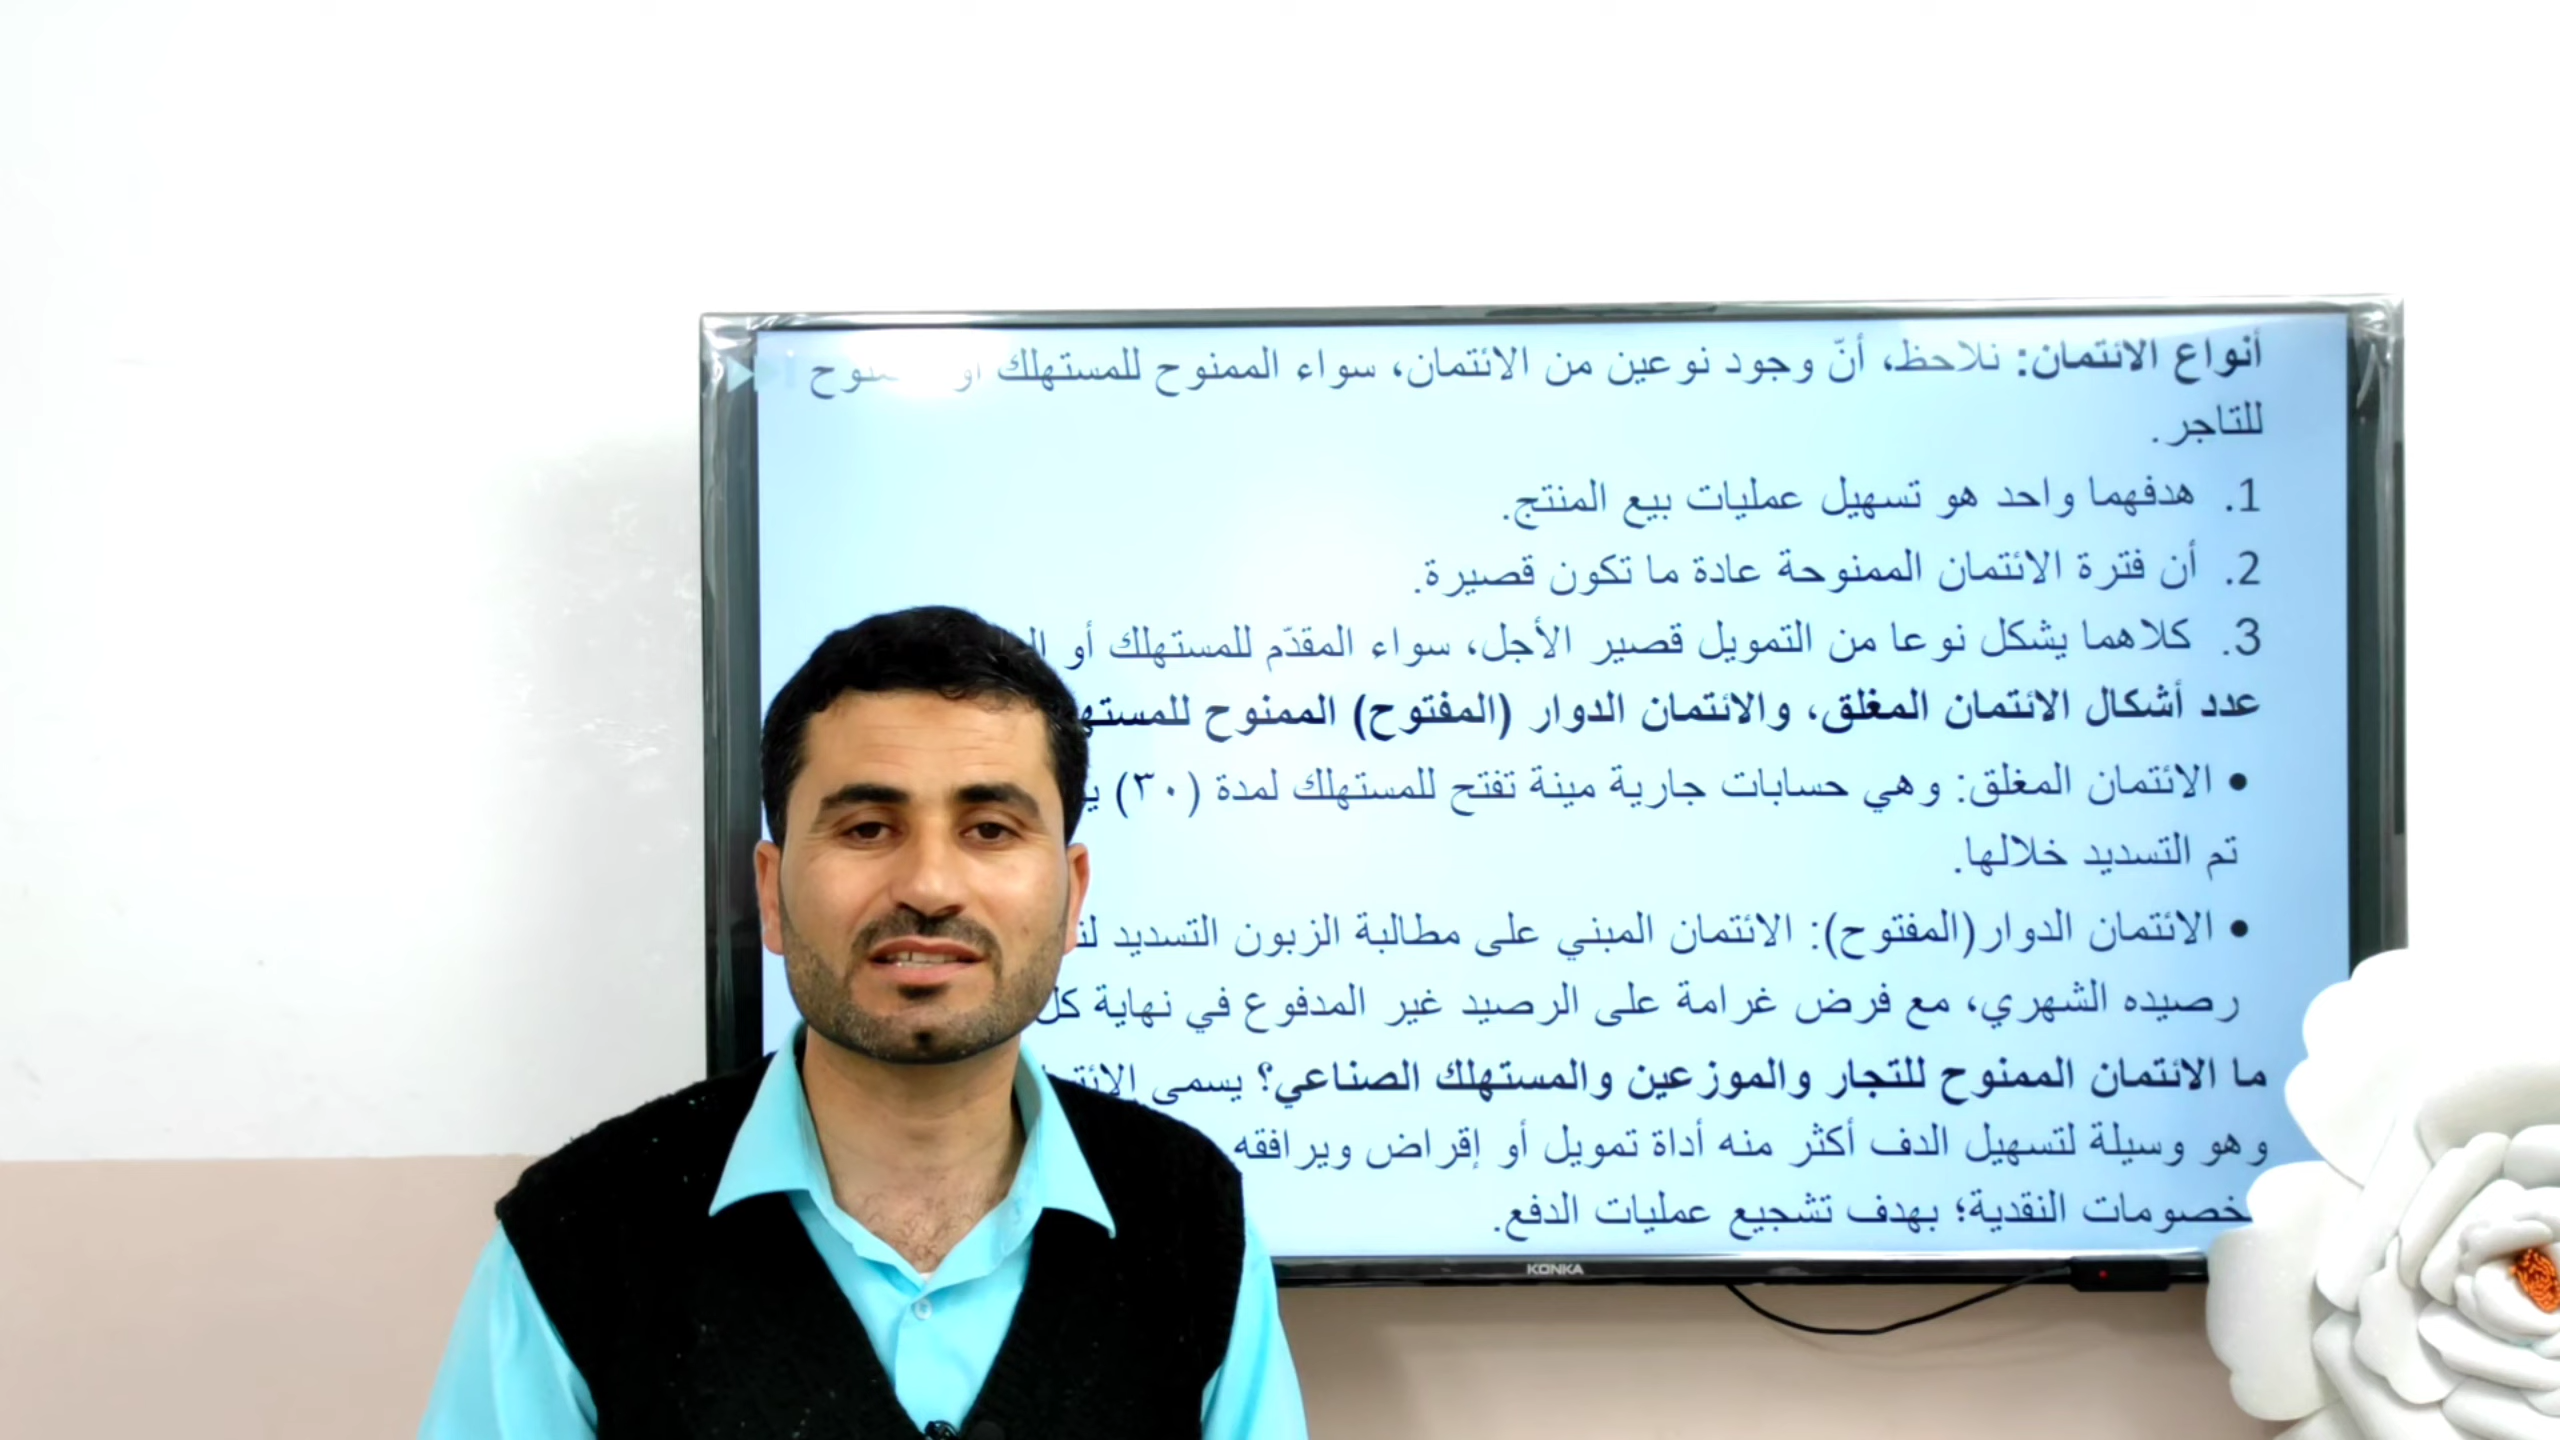 أنواع الائتمان: نلاحظ، أنّ وجود نوعين من الائتمان، سواء الممنوح للمستهلك أو
للتاجر.
1. هدفهما واحد هو تسهيل عمليات بيع المنتج.
2. أن فترة الائتمان الممنوحة عادة ما تكون قصيرة.
3. كلاهما يشكل نوعا من التمويل قصير الأجل، سواء المقدّم للمستهلك أو
عدد أشكال الائتمان المغلق، والائتمان الدوار (المفتوح) الممنوح
• الائتمان المغلق: وهي حسابات جارية مينة تفتح للمستهلك لمدة (٣٠)
تم التسديد خلالها.
• الائتمان الدوار(المفتوح): الائتمان المبني على مطالبة الزبون التسديد
رصيده الشهري، مع فرض غرامة على الرصيد غير المدفوع في نهاية
ما الائتمان الممنوح للتجار والموزعين والمستهلك الصناعي؟ يسمى
وهو وسيلة لتسهيل الدف أكثر منه أداة تمويل أو إقراض ويرافقه
خصومات النقدية؛ بهدف تشجيع عمليات الدفع.
KONKA